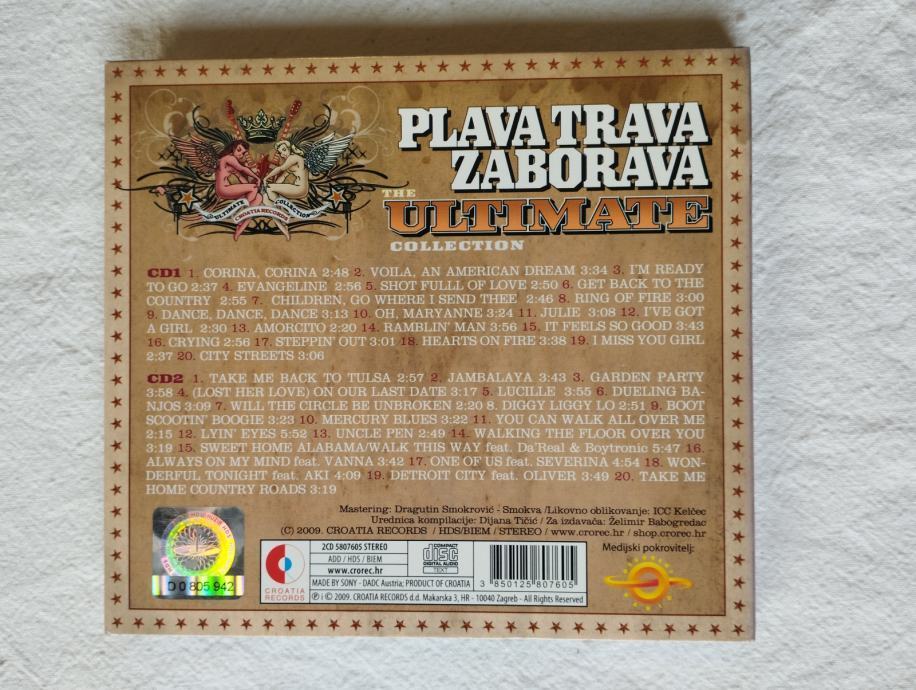 PLAVA TRAVA
ZABORAVA
THE
ULTIMATE
COLLECTION
ULTIMATE COLLECTION
CROATIA RECORDS
CD1 1. CORINA, CORINA 2:48 2. VOILA, AN AMERICAN DREAM 3:34 3. I'M READY
TO GO 2:37 4. EVANGELINE 2:56 5. SHOT FULLL OF LOVE 2:50 6. GET BACK TO THE
COUNTRY 2:55 7. CHILDREN, GO WHERE I SEND THEE 2:46 8. RING OF FIRE 3:00
9. DANCE, DANCE, DANCE 3:13 10. OH, MARYANNE 3:24 11. JULIE 3:08 12. I'VE GOT
A GIRL 2:30 13. AMORCITO 2:20 14. RAMBLIN' MAN 3:56 15. IT FEELS SO GOOD 3:43
16. CRYING 2:56 17. STEPPIN' OUT 3:01 18. HEARTS ON FIRE 3:38 19. I MISS YOU GIRL
2:37 20. CITY STREETS 3:06
CD2 1. TAKE ME BACK TO TULSA 2:57 2. JAMBALAYA 3:43 3. GARDEN PARTY
3:58 4. (LOST HER LOVE) ON OUR LAST DATE 3:17 5. LUCILLE 3:55 6. DUELING BA-
NJOS 3:09 7. WILL THE CIRCLE BE UNBROKEN 2:20 8. DIGGY LIGGY LO 2:51 9. BOOT
SCOOTIN' BOOGIE 3:23 10. MERCURY BLUES 3:22 11. YOU CAN WALK ALL OVER ME
2:15 12. LYIN' EYES 5:52 13. UNCLE PEN 2:49 14. WALKING THE FLOOR OVER YOU
3:19 15. SWEET HOME ALABAMA/WALK THIS WAY feat. Da'Real & Boytronic 5:47 16.
ALWAYS ON MY MIND feat. VANNA 3:42 17. ONE OF US feat. SEVERINA 4:54 18. WON-
DERFUL TONIGHT feat. AKI 4:09 19. DETROIT CITY feat. OLIVER 3:49 20. TAKE ME
HOME COUNTRY ROADS 3:19
Mastering: Dragutin Smokrović - Smokva /Likovno oblikovanje: ICC Kelčec
Urednica kompilacije: Dijana Tičić / Za izdavača: Želimir Babogredac
(C) 2009. CROATIA RECORDS / HDS/BIEM / STEREO / www.crorec.hr / shop.crorec.hr
Medijski pokrovitelj:
D 0 805 942
CROATIA
RECORDS
2CD 5807605 STEREO
ADD / HDS / BIEM
www.crorec.hr
MADE BY SONY - DADC Austria; PRODUCT OF CROATIA
℗ i © 2009. CROATIA RECORDS d.d. Makarska 3, HR - 10040 Zagreb - All Rights Reserved
COMPACT
disc
DIGITAL AUDIO
TEXT
3 850125 807605